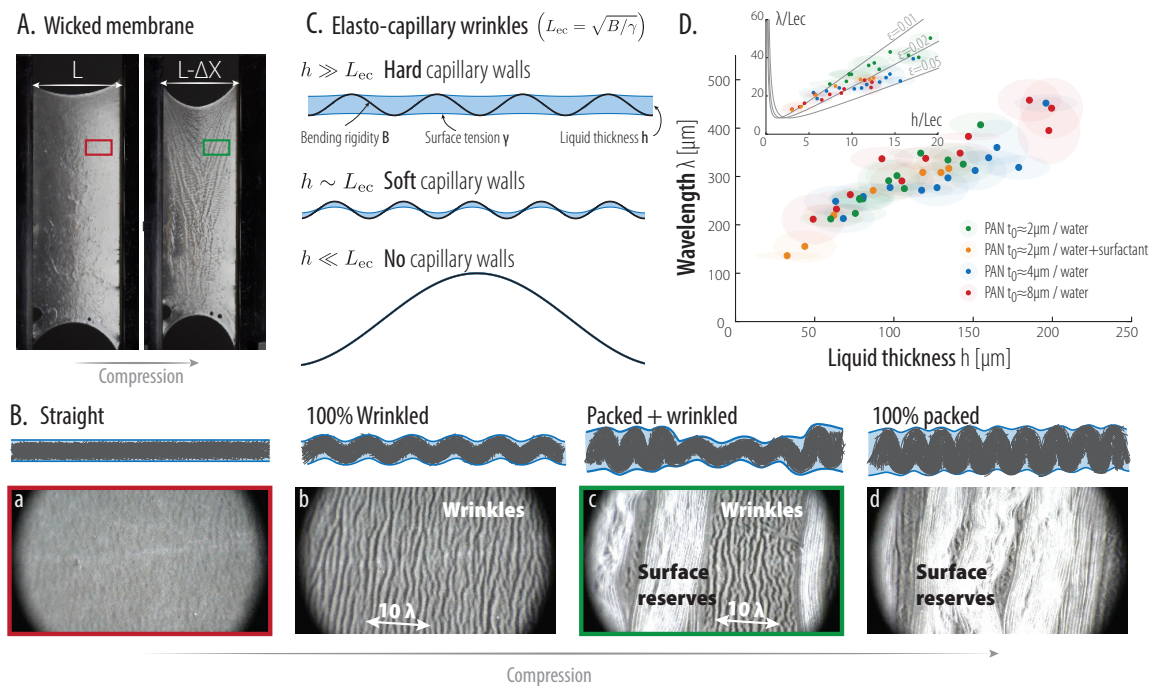 A. Wicked membrane
L
L-ΔX
Compression
C. Elasto-capillary wrinkles (L_ec = √B/γ)
h ≫ L_ec Hard capillary walls
Bending rigidity B
Surface tension γ
Liquid thickness h
h ∼ L_ec Soft capillary walls
h ≪ L_ec No capillary walls
D.
λ/Lec
60
40
20
0
0
5
10
15
20
h/Lec
ε=0.01
ε=0.02
ε=0.05
Wavelength λ [μm]
500
400
300
200
100
0
0
50
100
150
200
250
Liquid thickness h [μm]
PAN t₀≈2μm / water
PAN t₀≈2μm / water+surfactant
PAN t₀≈4μm / water
PAN t₀≈8μm / water
B. Straight
100% Wrinkled
Packed + wrinkled
100% packed
a
b
Wrinkles
10 λ
c
Wrinkles
Surface
reserves
10 λ
d
Surface
reserves
Compression